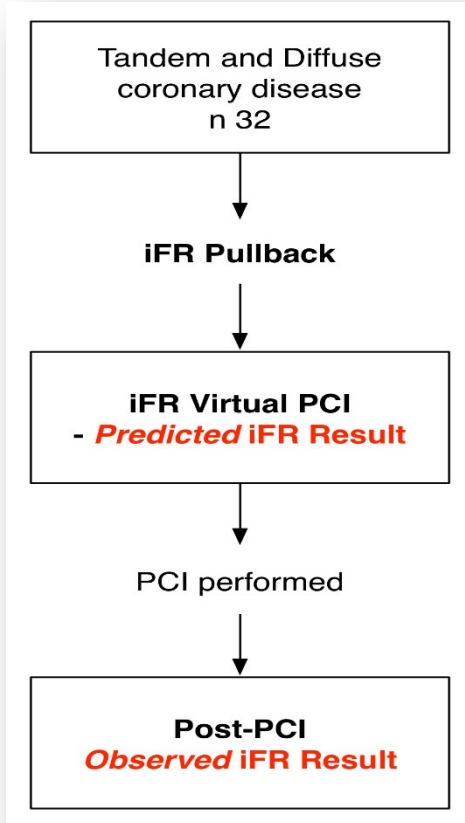 Tandem and Diffuse
coronary disease
n 32
iFR Pullback
iFR Virtual PCI
- Predicted iFR Result
PCI performed
Post-PCI
Observed iFR Result